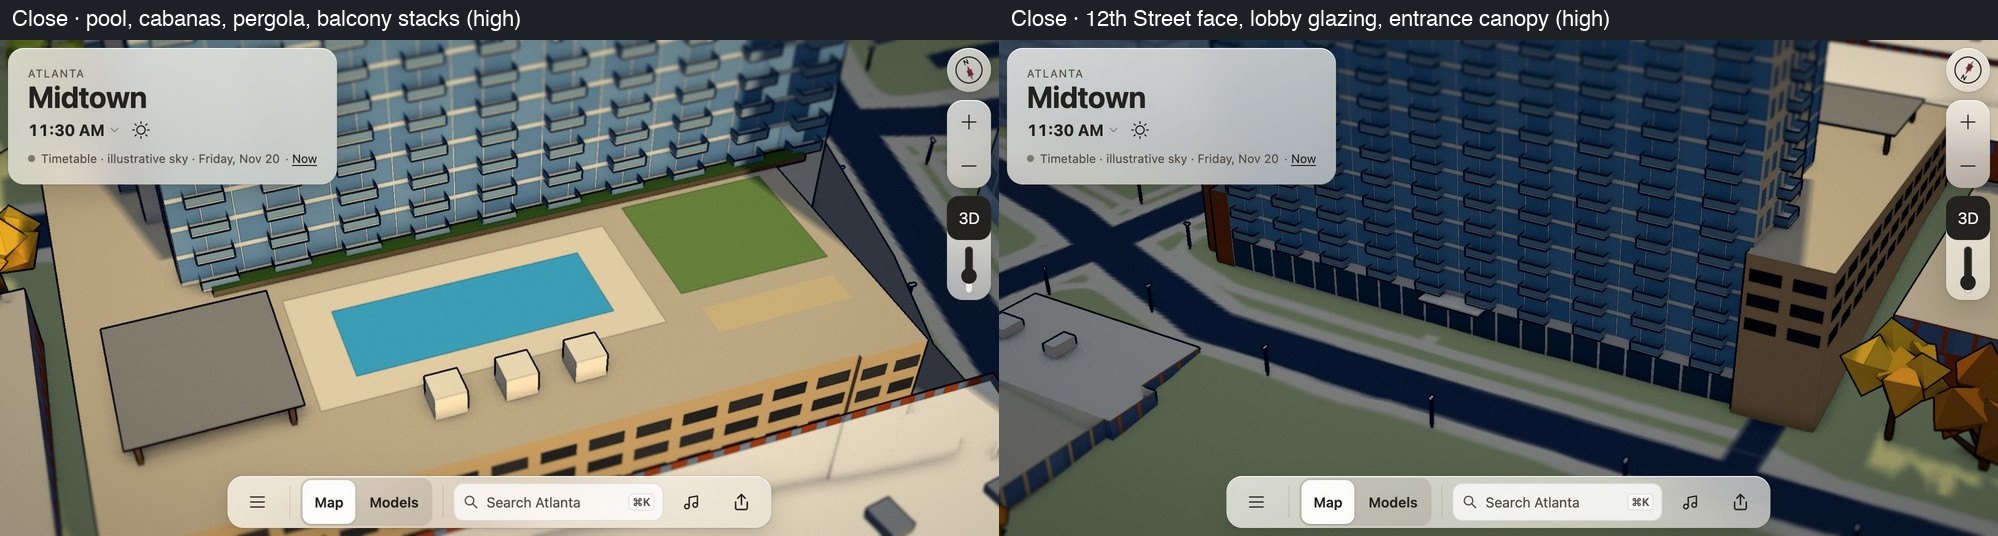 Close · pool, cabanas, pergola, balcony stacks (high)
ATLANTA
Midtown
11:30 AM
Timetable · illustrative sky · Friday, Nov 20 · Now
N
3D
Map
Models
Search Atlanta
⌘K
Close · 12th Street face, lobby glazing, entrance canopy (high)
ATLANTA
Midtown
11:30 AM
Timetable · illustrative sky · Friday, Nov 20 · Now
N
3D
Map
Models
Search Atlanta
⌘K